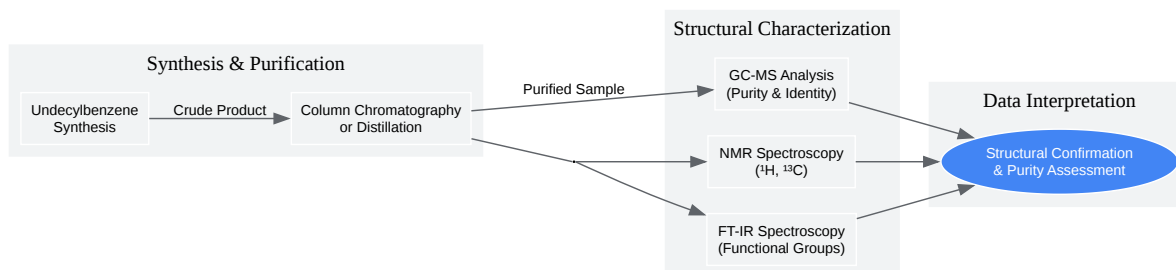 Synthesis & Purification
Undecylbenzene
Synthesis
Crude Product
Column Chromatography
or Distillation
Purified Sample
Structural Characterization
GC-MS Analysis
(Purity & Identity)
NMR Spectroscopy
(¹H, ¹³C)
FT-IR Spectroscopy
(Functional Groups)
Data Interpretation
Structural Confirmation
& Purity Assessment